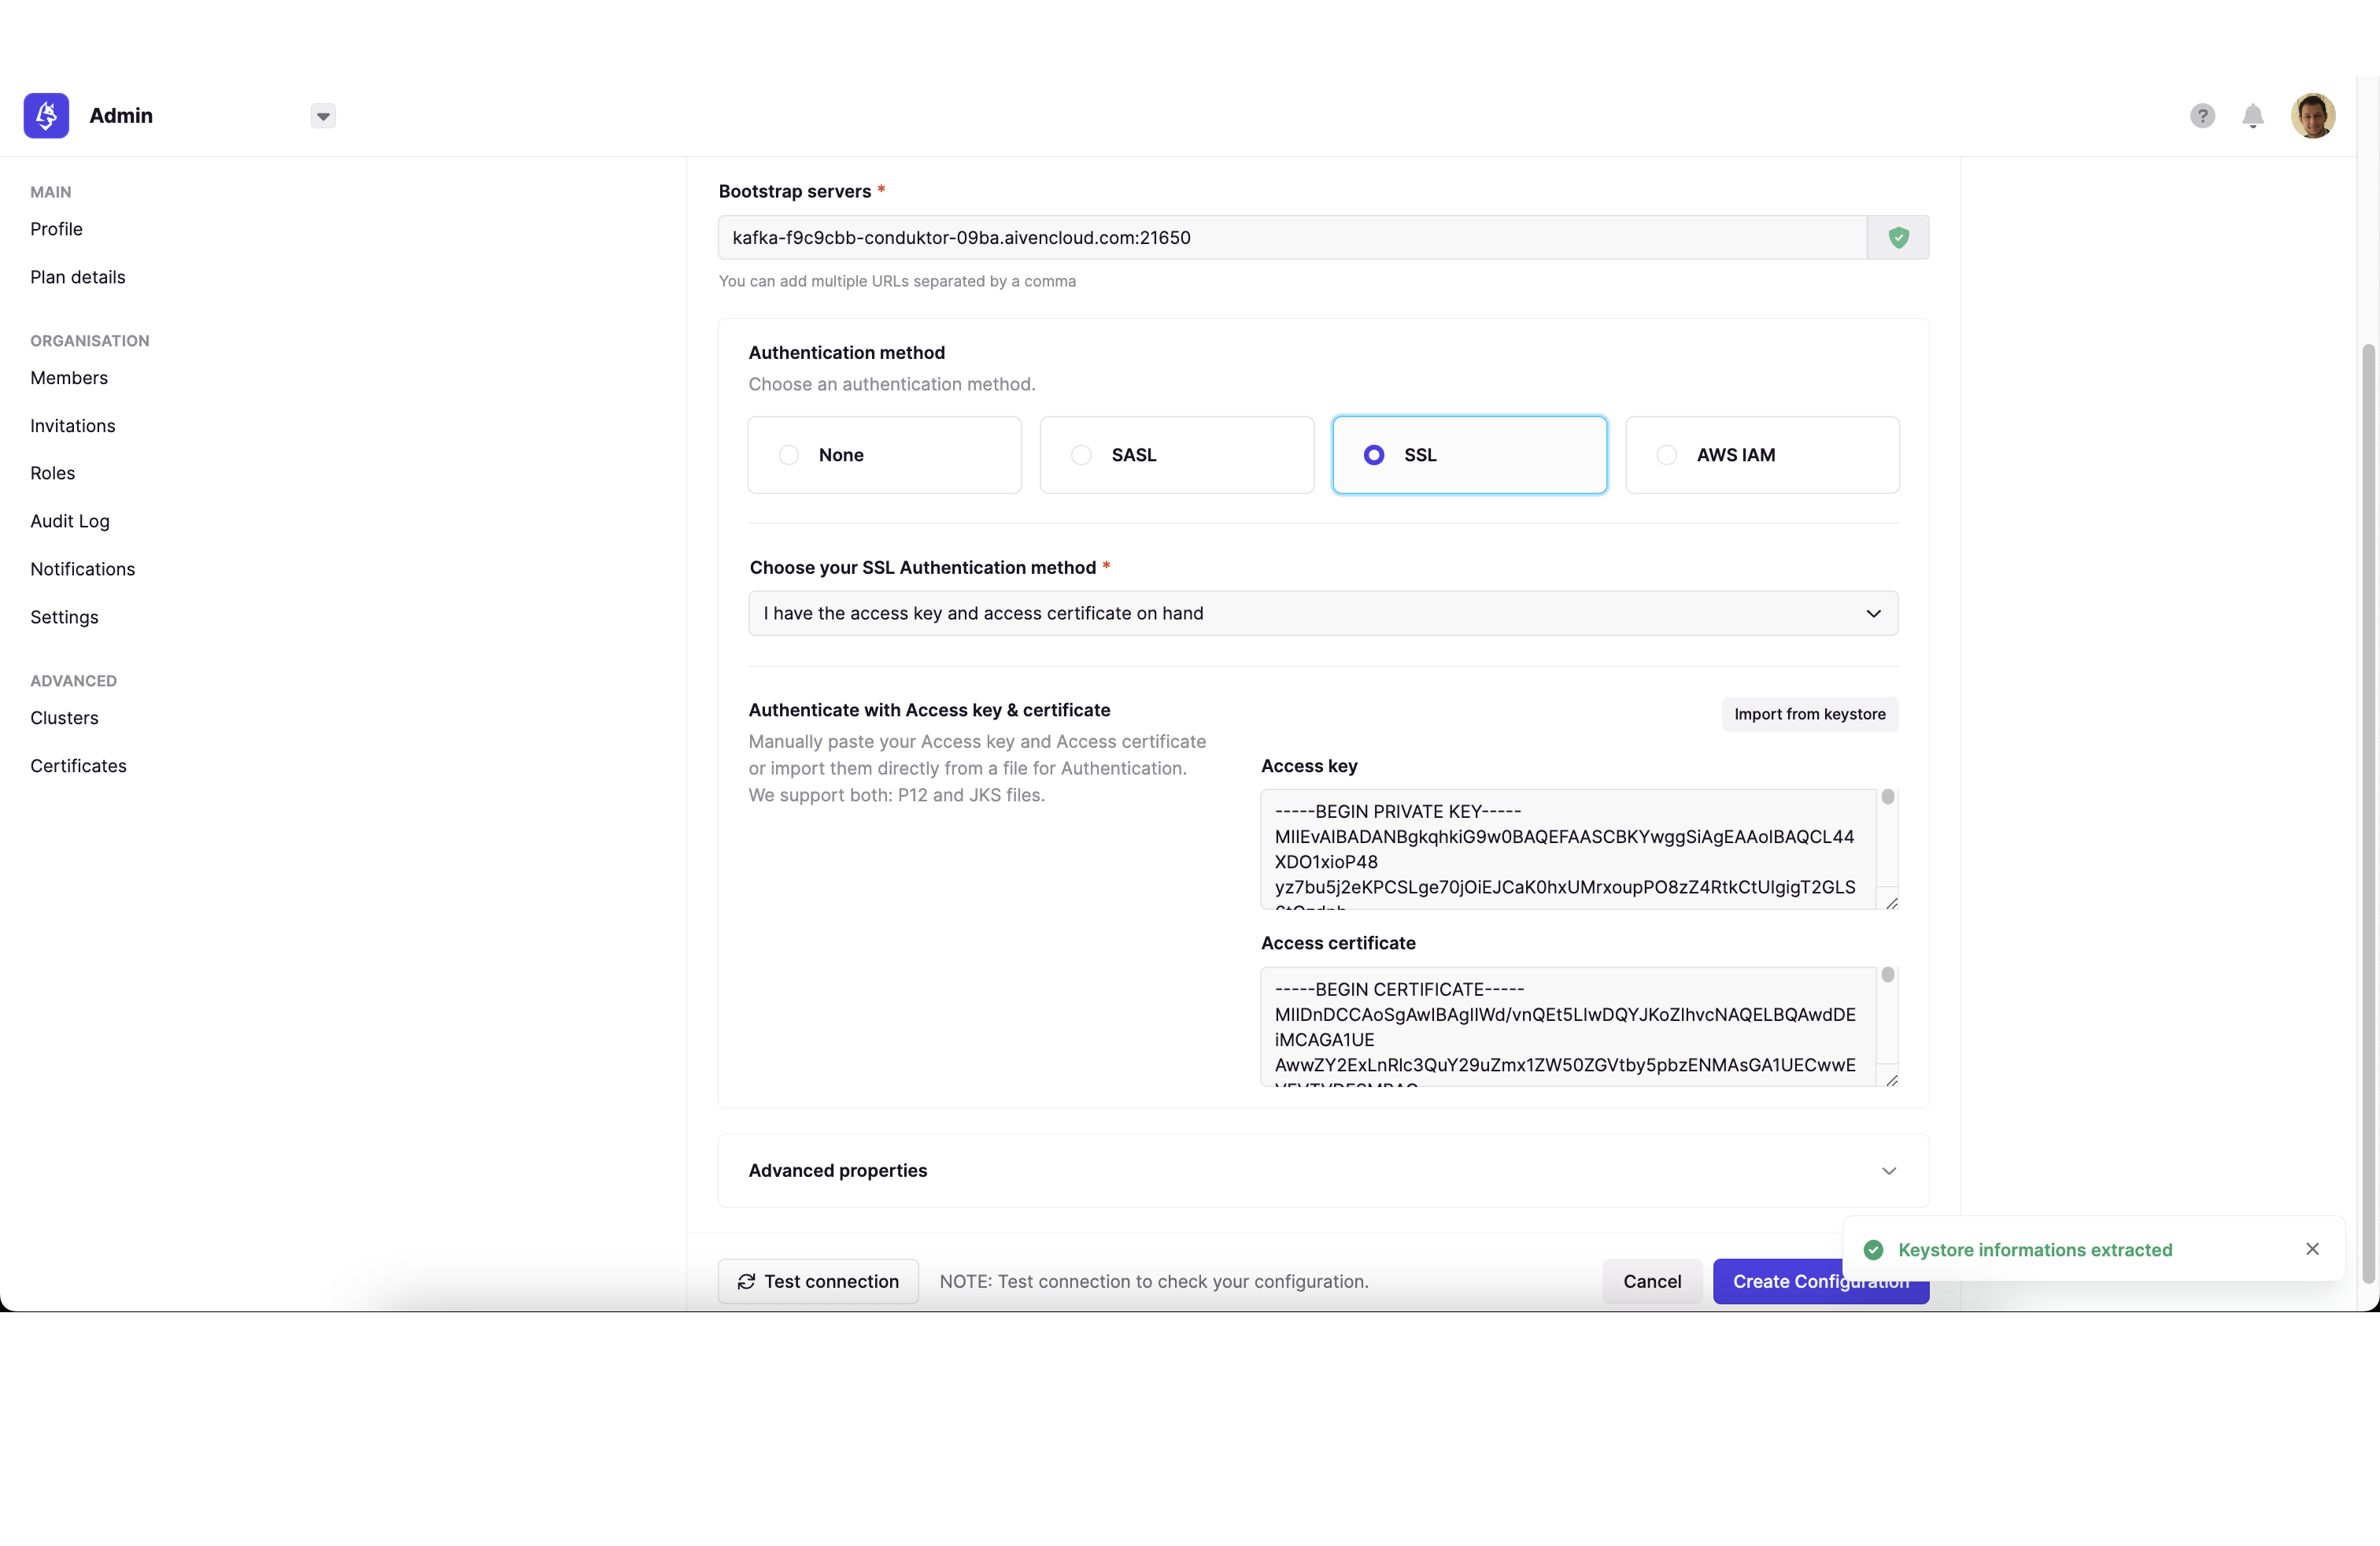 Admin
?
MAIN
Profile
Plan details
ORGANISATION
Members
Invitations
Roles
Audit Log
Notifications
Settings
ADVANCED
Clusters
Certificates
Bootstrap servers *
kafka-f9c9cbb-conduktor-09ba.aivencloud.com:21650
You can add multiple URLs separated by a comma
Authentication method
Choose an authentication method.
None
SASL
SSL
AWS IAM
Choose your SSL Authentication method *
I have the access key and access certificate on hand
Authenticate with Access key & certificate
Manually paste your Access key and Access certificate
or import them directly from a file for Authentication.
We support both: P12 and JKS files.
Import from keystore
Access key
-----BEGIN PRIVATE KEY-----
MIIEvAIBADANBgkqhkiG9w0BAQEFAASCBKYwggSiAgEAAoIBAQCL44
XDO1xioP48
yz7bu5j2eKPCSLge70jOiEJCaK0hxUMrxoupPO8zZ4RtkCtUIgigT2GLS
Access certificate
-----BEGIN CERTIFICATE-----
MIIDnDCCAoSgAwIBAgIIWd/vnQEt5LIwDQYJKoZIhvcNAQELBQAwdDE
iMCAGA1UE
AwwZY2ExLnRlc3QuY29uZmx1ZW50ZGVtby5pbzENMAsGA1UECwwE
Advanced properties
Test connection
NOTE: Test connection to check your configuration.
Cancel
Create Configuration
Keystore informations extracted